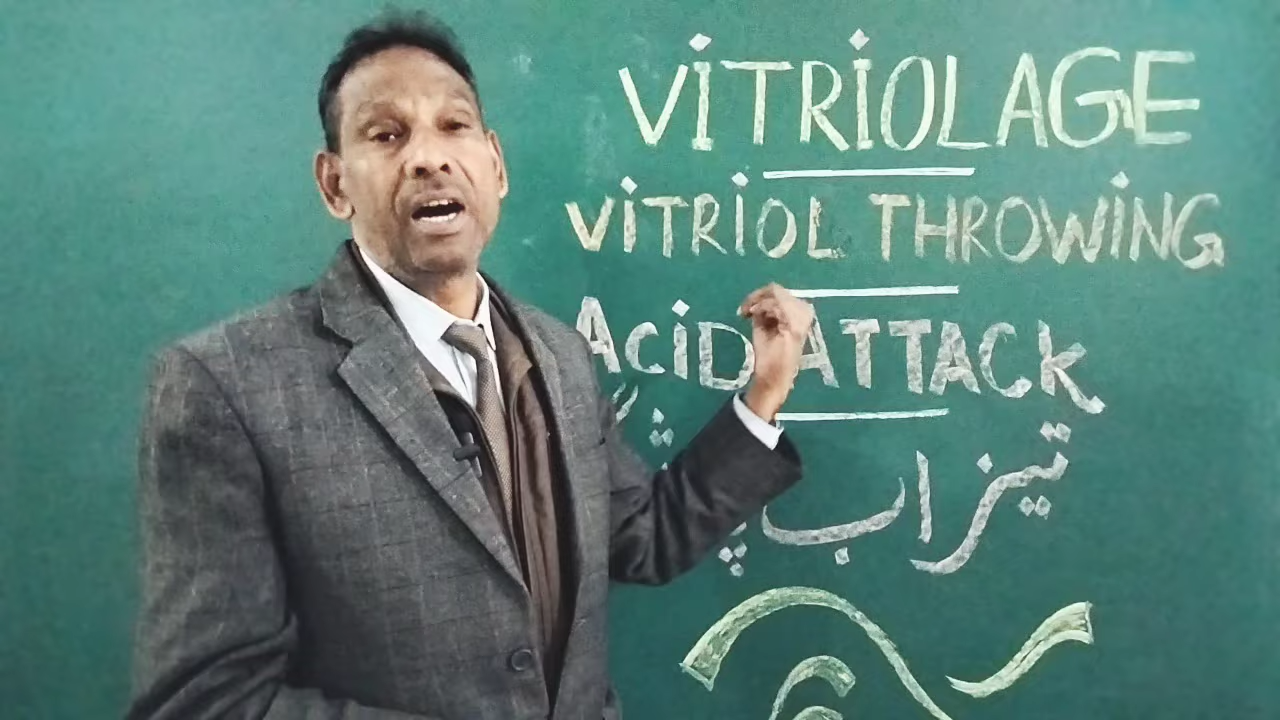 ViTRiOLAGE
ViTRiOL THROWiNG
AciD ATTACK
تیزاب